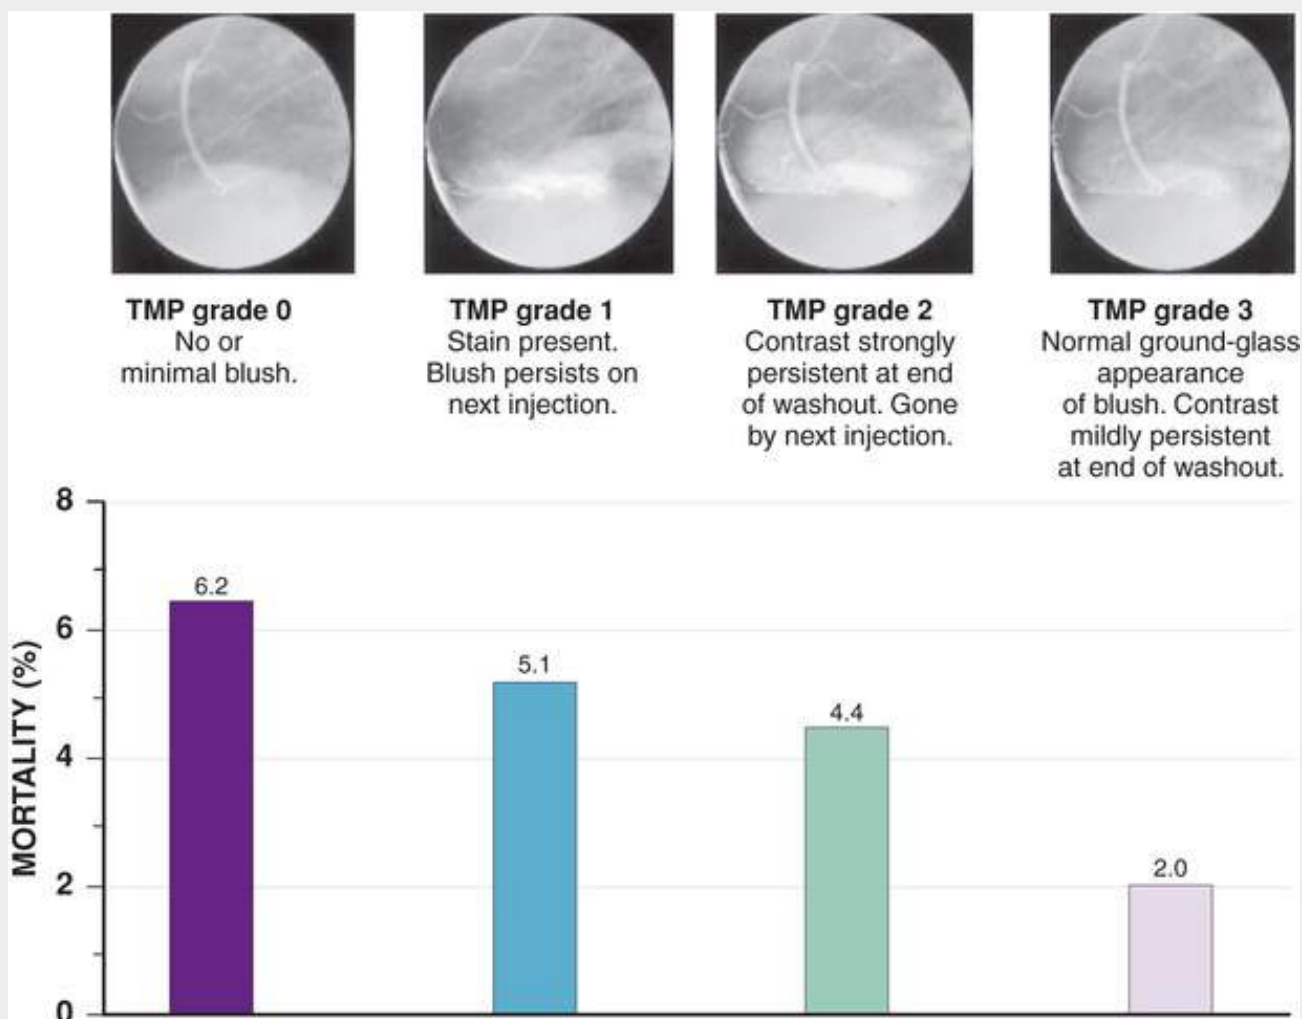 TMP grade 0
No or
minimal blush.
TMP grade 1
Stain present.
Blush persists on
next injection.
TMP grade 2
Contrast strongly
persistent at end
of washout. Gone
by next injection.
TMP grade 3
Normal ground-glass
appearance
of blush. Contrast
mildly persistent
at end of washout.
MORTALITY (%)
8
6
4
2
0
6.2
5.1
4.4
2.0